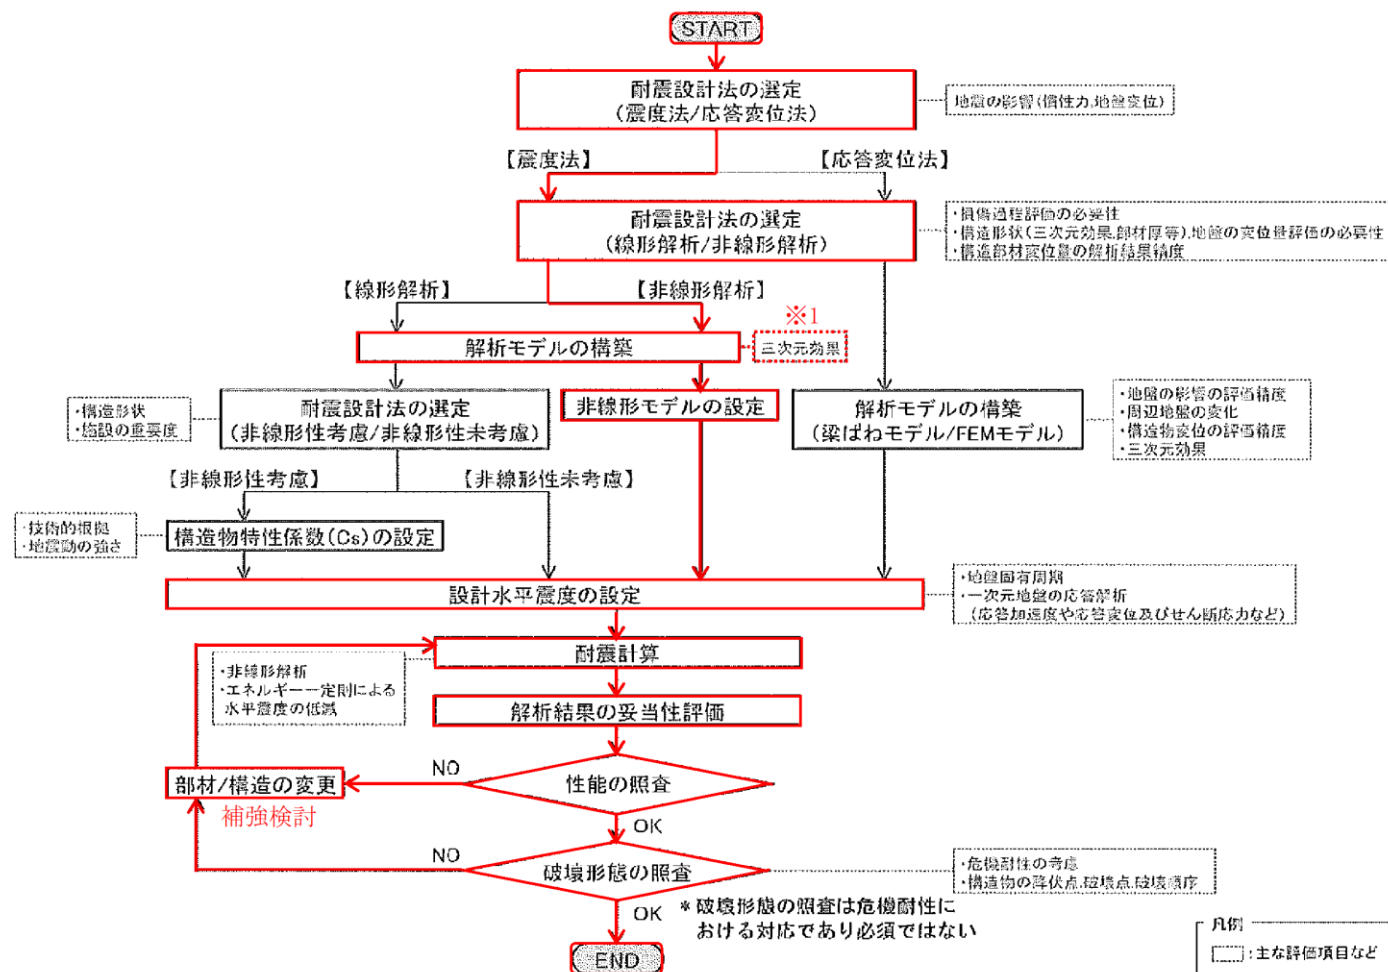 START
耐震設計法の選定
(震度法/応答変位法)
地震の影響(慣性力,地盤変位)
【震度法】
【応答変位法】
耐震設計法の選定
(線形解析/非線形解析)
・損傷過程評価の必要性
・構造形状(三次元効果,部材厚等),地盤の変位量評価の必要性
・構造部材変位量の解析結果精度
【線形解析】
【非線形解析】
※1
解析モデルの構築
三次元効果
・構造形状
・施設の重要度
耐震設計法の選定
(非線形性考慮/非線形性未考慮)
非線形モデルの設定
解析モデルの構築
(梁ばねモデル/FEMモデル)
・地盤の影響の評価精度
・周辺地盤の変化
・構造物変位の評価精度
・三次元効果
【非線形性考慮】
【非線形性未考慮】
・技術的根拠
・地震動の強さ
構造物特性係数(Cs)の設定
設計水平震度の設定
・地盤固有周期
・一次元地盤の応答解析
(応答加速度や応答変位及びせん断応力など)
耐震計算
・非線形解析
・エネルギー一定則による
水平震度の低減
解析結果の妥当性評価
NO
性能の照査
部材/構造の変更
補強検討
OK
NO
破壊形態の照査
・危機耐性の考慮
・構造物の降伏点,破壊点,破壊順序
OK
*破壊形態の照査は危機耐性に
おける対応であり必須ではない
END
凡例
:主な評価項目など